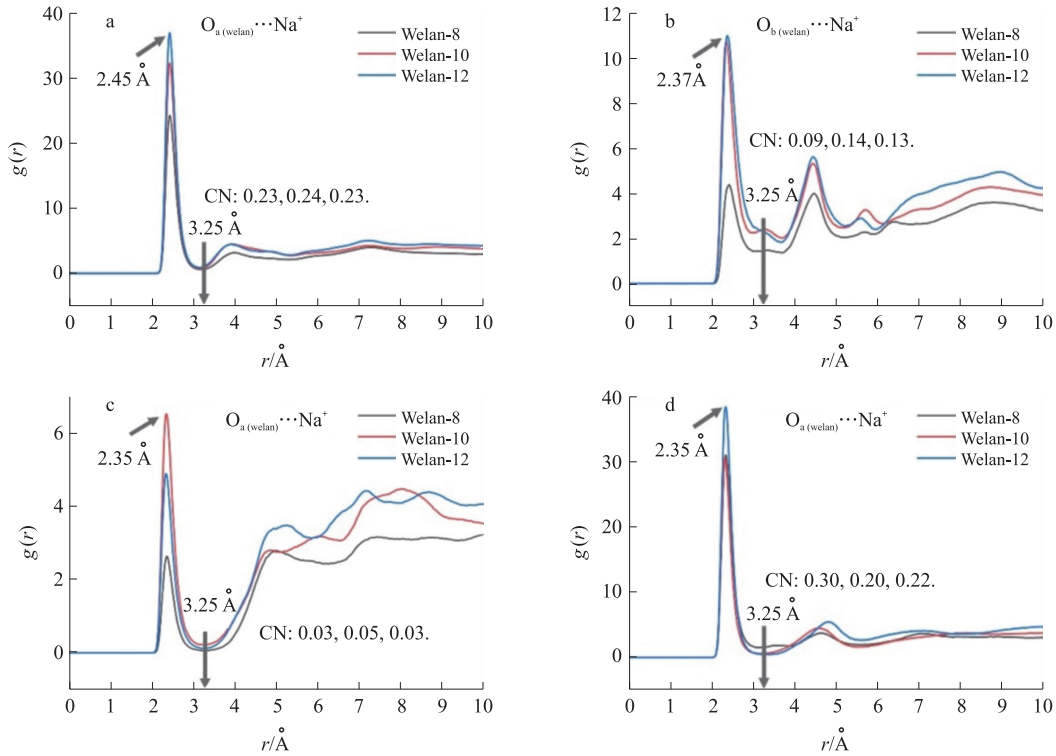 a
O_a (welan)···Na⁺
Welan-8
Welan-10
Welan-12
2.45 Å
CN: 0.23, 0.24, 0.23.
3.25 Å
g(r)
40
30
20
10
0
0 1 2 3 4 5 6 7 8 9 10
r/Å
b
O_b (welan)···Na⁺
Welan-8
Welan-10
Welan-12
2.37Å
CN: 0.09, 0.14, 0.13.
3.25 Å
g(r)
12
10
8
6
4
2
0
0 1 2 3 4 5 6 7 8 9 10
r/Å
c
O_a (welan)···Na⁺
Welan-8
Welan-10
Welan-12
2.35 Å
3.25 Å
CN: 0.03, 0.05, 0.03.
g(r)
6
4
2
0
0 1 2 3 4 5 6 7 8 9 10
r/Å
d
O_a (welan)···Na⁺
Welan-8
Welan-10
Welan-12
2.35 Å
CN: 0.30, 0.20, 0.22.
3.25 Å
g(r)
40
30
20
10
0
0 1 2 3 4 5 6 7 8 9 10
r/Å